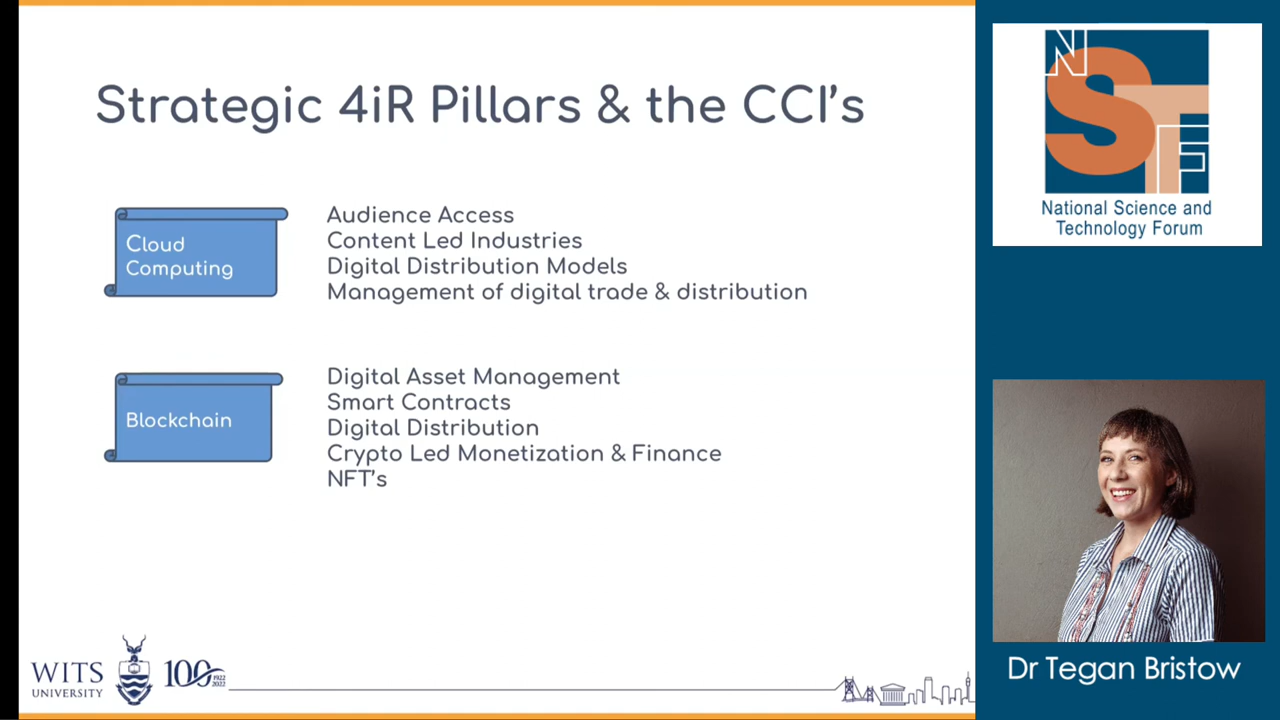 Strategic 4iR Pillars & the CCI's
Cloud
Computing
Audience Access
Content Led Industries
Digital Distribution Models
Management of digital trade & distribution
Blockchain
Digital Asset Management
Smart Contracts
Digital Distribution
Crypto Led Monetization & Finance
NFT's
WITS
UNIVERSITY
100
1922
2022
NSTF
National Science and
Technology Forum
Dr Tegan Bristow